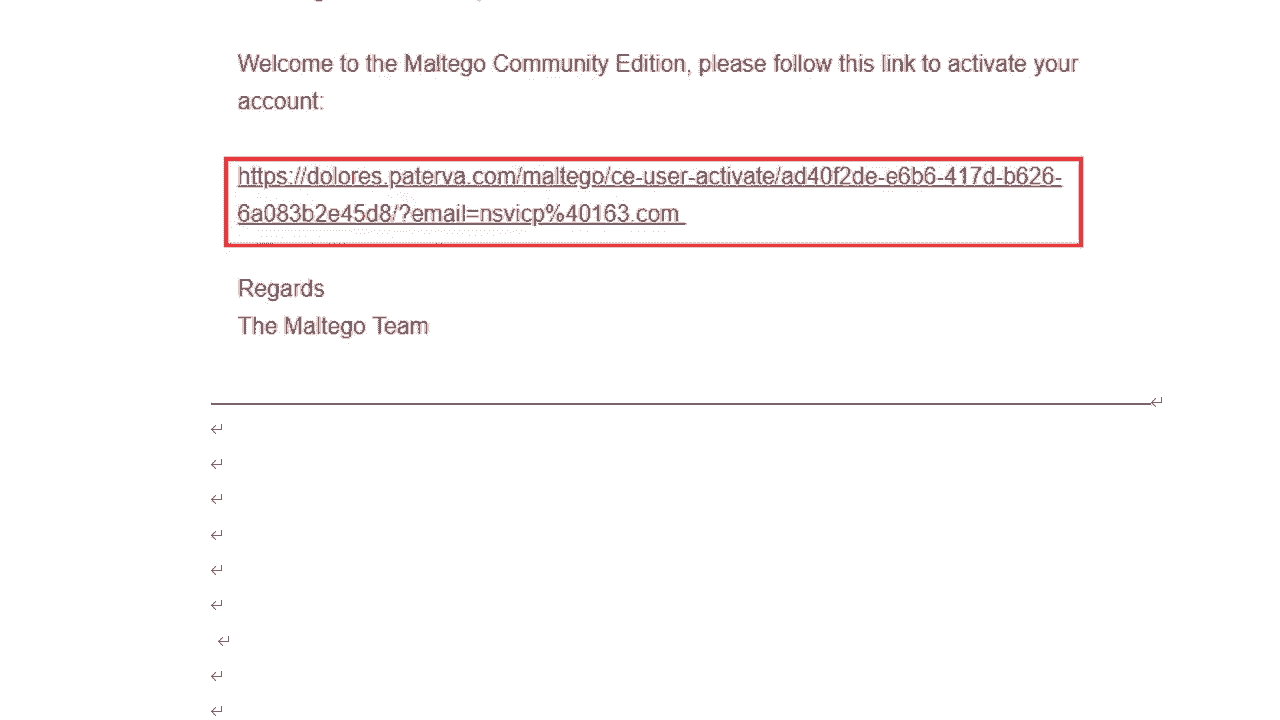 Welcome to the Maltego Community Edition, please follow this link to activate your
account:
https://dolores.paterva.com/maltego/ce-user-activate/ad40f2de-e6b6-417d-b626-
6a083b2e45d8/?email=nsvicp%40163.com
Regards
The Maltego Team